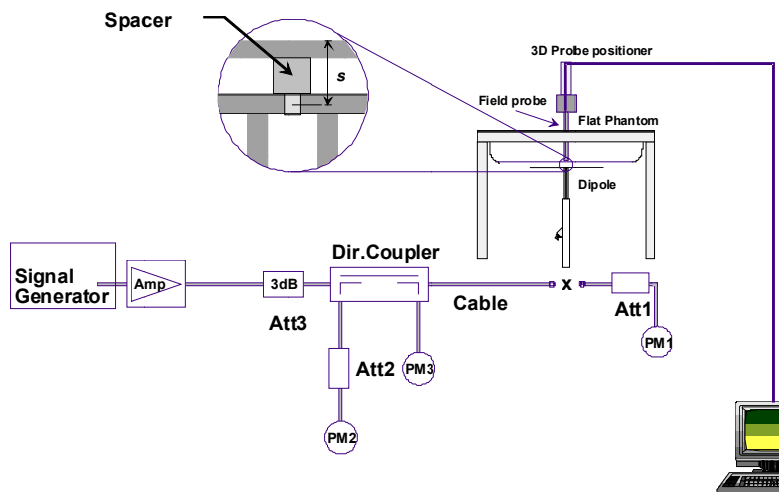 Spacer
s
3D Probe positioner
Field probe
Flat Phantom
Dipole
Signal
Generator
Amp
3dB
Att3
Dir.Coupler
Cable
x
Att1
PM1
Att2
PM3
PM2